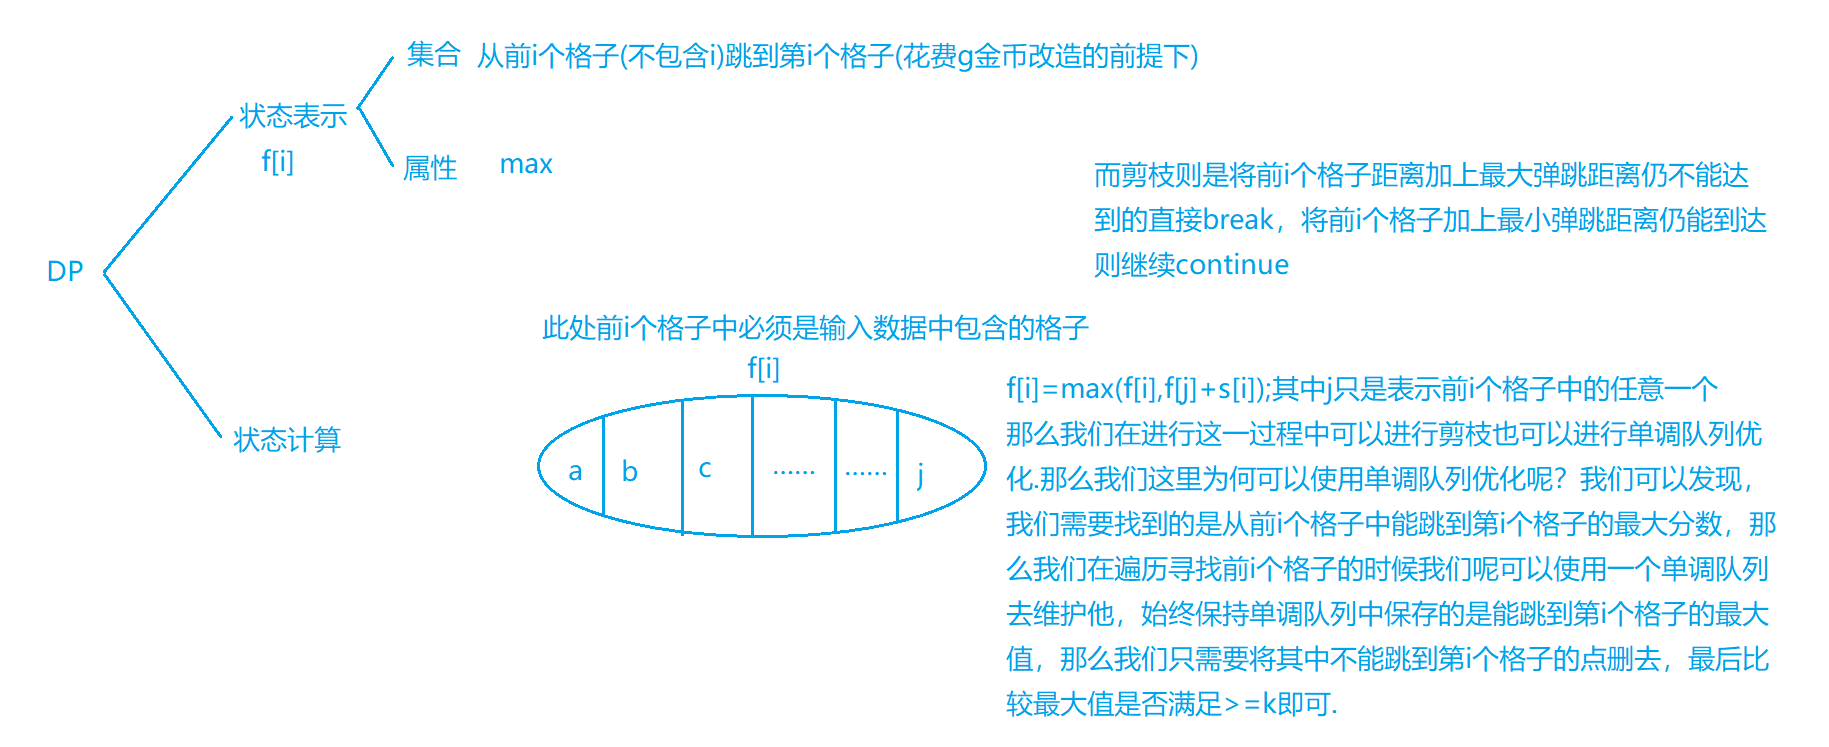 集合 从前i个格子(不包含i)跳到第i个格子(花费g金币改造的前提下)
状态表示
f[i]
属性 max
而剪枝则是将前i个格子距离加上最大弹跳距离仍不能达
到的直接break，将前i个格子加上最小弹跳距离仍能到达
则继续continue
DP
此处前i个格子中必须是输入数据中包含的格子
f[i]
状态计算
a b c ...... ...... j
f[i]=max(f[i],f[j]+s[i]);其中j只是表示前i个格子中的任意一个
那么我们在进行这一过程中可以进行剪枝也可以进行单调队列优
化.那么我们这里为何可以使用单调队列优化呢？我们可以发现，
我们需要找到的是从前i个格子中能跳到第i个格子的最大分数，那
么我们在遍历寻找前i个格子的时候我们呢可以使用一个单调队列
去维护他，始终保持单调队列中保存的是能跳到第i个格子的最大
值，那么我们只需要将其中不能跳到第i个格子的点删去，最后比
较最大值是否满足>=k即可.